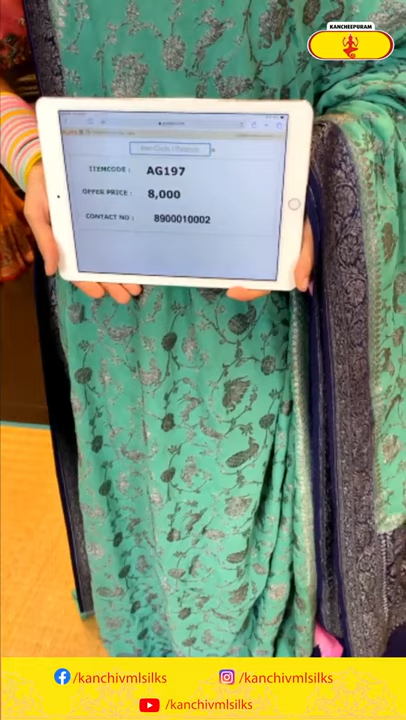 KANCHEEPURAM
ITEMCODE : AG197
OFFER PRICE : 8,000
CONTACT NO : 8900010002
/kanchivmlsilks
/kanchivmlsilks
/kanchivmlsilks